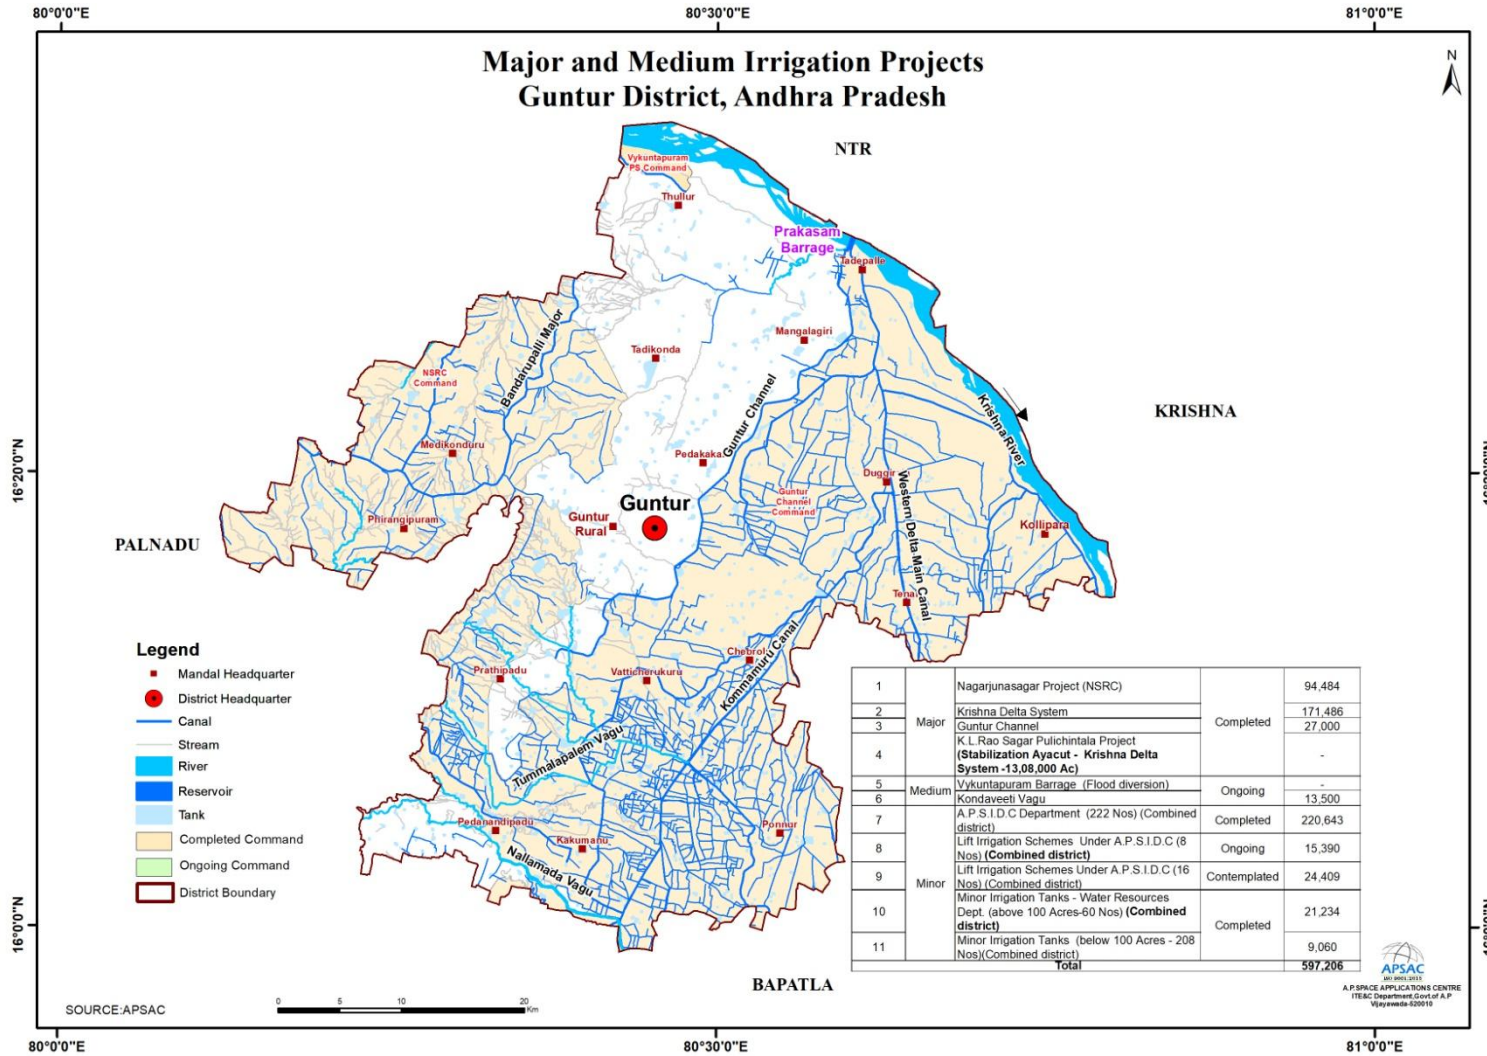 80°0'0"E
80°30'0"E
81°0'0"E
Major and Medium Irrigation Projects
Guntur District, Andhra Pradesh
N
NTR
Vykuntapuram
PS Command
Thullur
Prakasam
Barrage
Tadepalle
Mangalagiri
Tadikonda
Bandarupalli Major
NSRC
Command
Guntur Channel
Krishna River
KRISHNA
Medikonduru
Pedakaka
16°20'0"N
Duggir
Guntur
Channel
Command
Western Delta Main Canal
Phirangipuram
Guntur
Guntur
Rural
Kollipara
PALNADU
Tena
Chebrol
Kommamuru Canal
Prathipadu
Vatticherukuru
Tummalapalem Vagu
Pedanandipadu
Kakumanu
Ponnur
Nallamada Vagu
16°0'0"N
BAPATLA
Legend
Mandal Headquarter
District Headquarter
Canal
Stream
River
Reservoir
Tank
Completed Command
Ongoing Command
District Boundary
1 Major Nagarjunasagar Project (NSRC) Completed 94,484
2 Krishna Delta System 171,486
3 Guntur Channel 27,000
4 K.L.Rao Sagar Pulichintala Project
(Stabilization Ayacut - Krishna Delta
System -13,08,000 Ac) -
5 Medium Vykuntapuram Barrage (Flood diversion) Ongoing -
6 Kondaveeti Vagu 13,500
7 Minor A.P.S.I.D.C Department (222 Nos) (Combined
district) Completed 220,643
8 Lift Irrigation Schemes Under A.P.S.I.D.C (8
Nos) (Combined district) Ongoing 15,390
9 Lift Irrigation Schemes Under A.P.S.I.D.C (16
Nos) (Combined district) Contemplated 24,409
10 Minor Irrigation Tanks - Water Resources
Dept. (above 100 Acres-60 Nos) (Combined
district) Completed 21,234
11 Minor Irrigation Tanks (below 100 Acres - 208
Nos)(Combined district) 9,060
Total 597,206
APSAC
A.P.SPACE APPLICATIONS CENTRE
ITE&C Department,Govt.of A.P
Vijayawada-520010
SOURCE:APSAC
0 5 10 20
Km
80°0'0"E
80°30'0"E
81°0'0"E